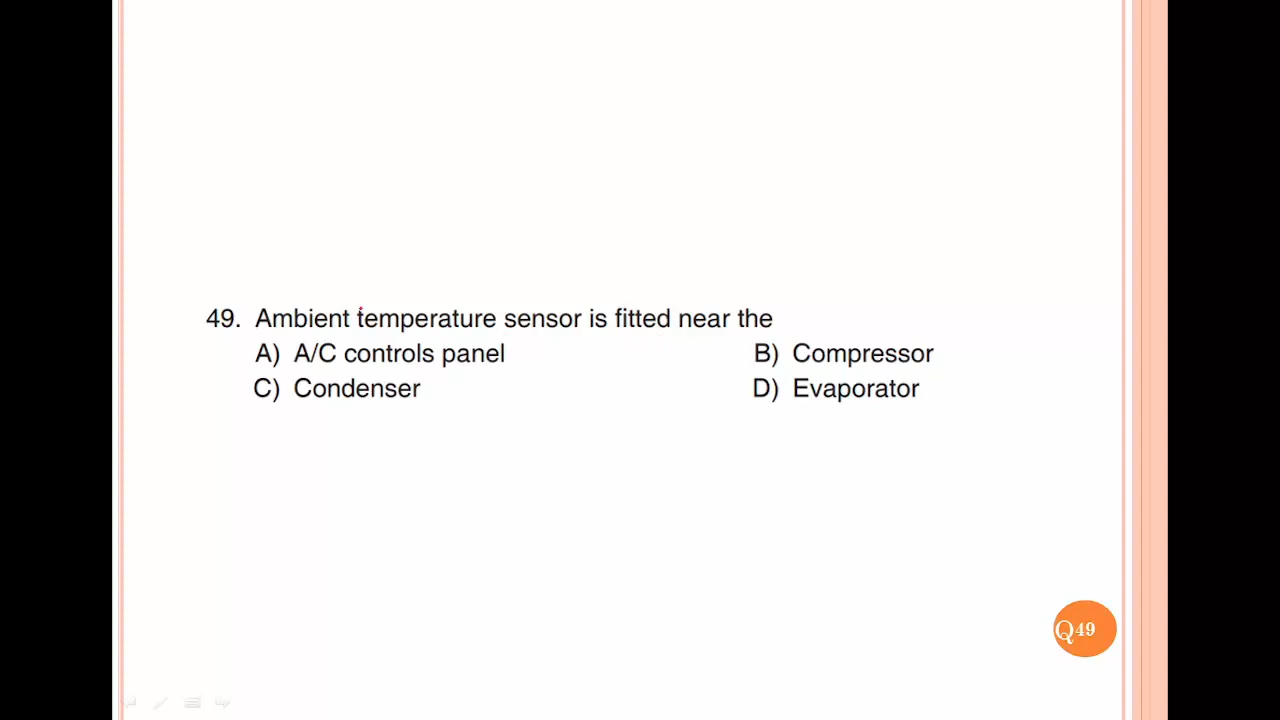 49. Ambient temperature sensor is fitted near the
A) A/C controls panel B) Compressor
C) Condenser D) Evaporator
Q49